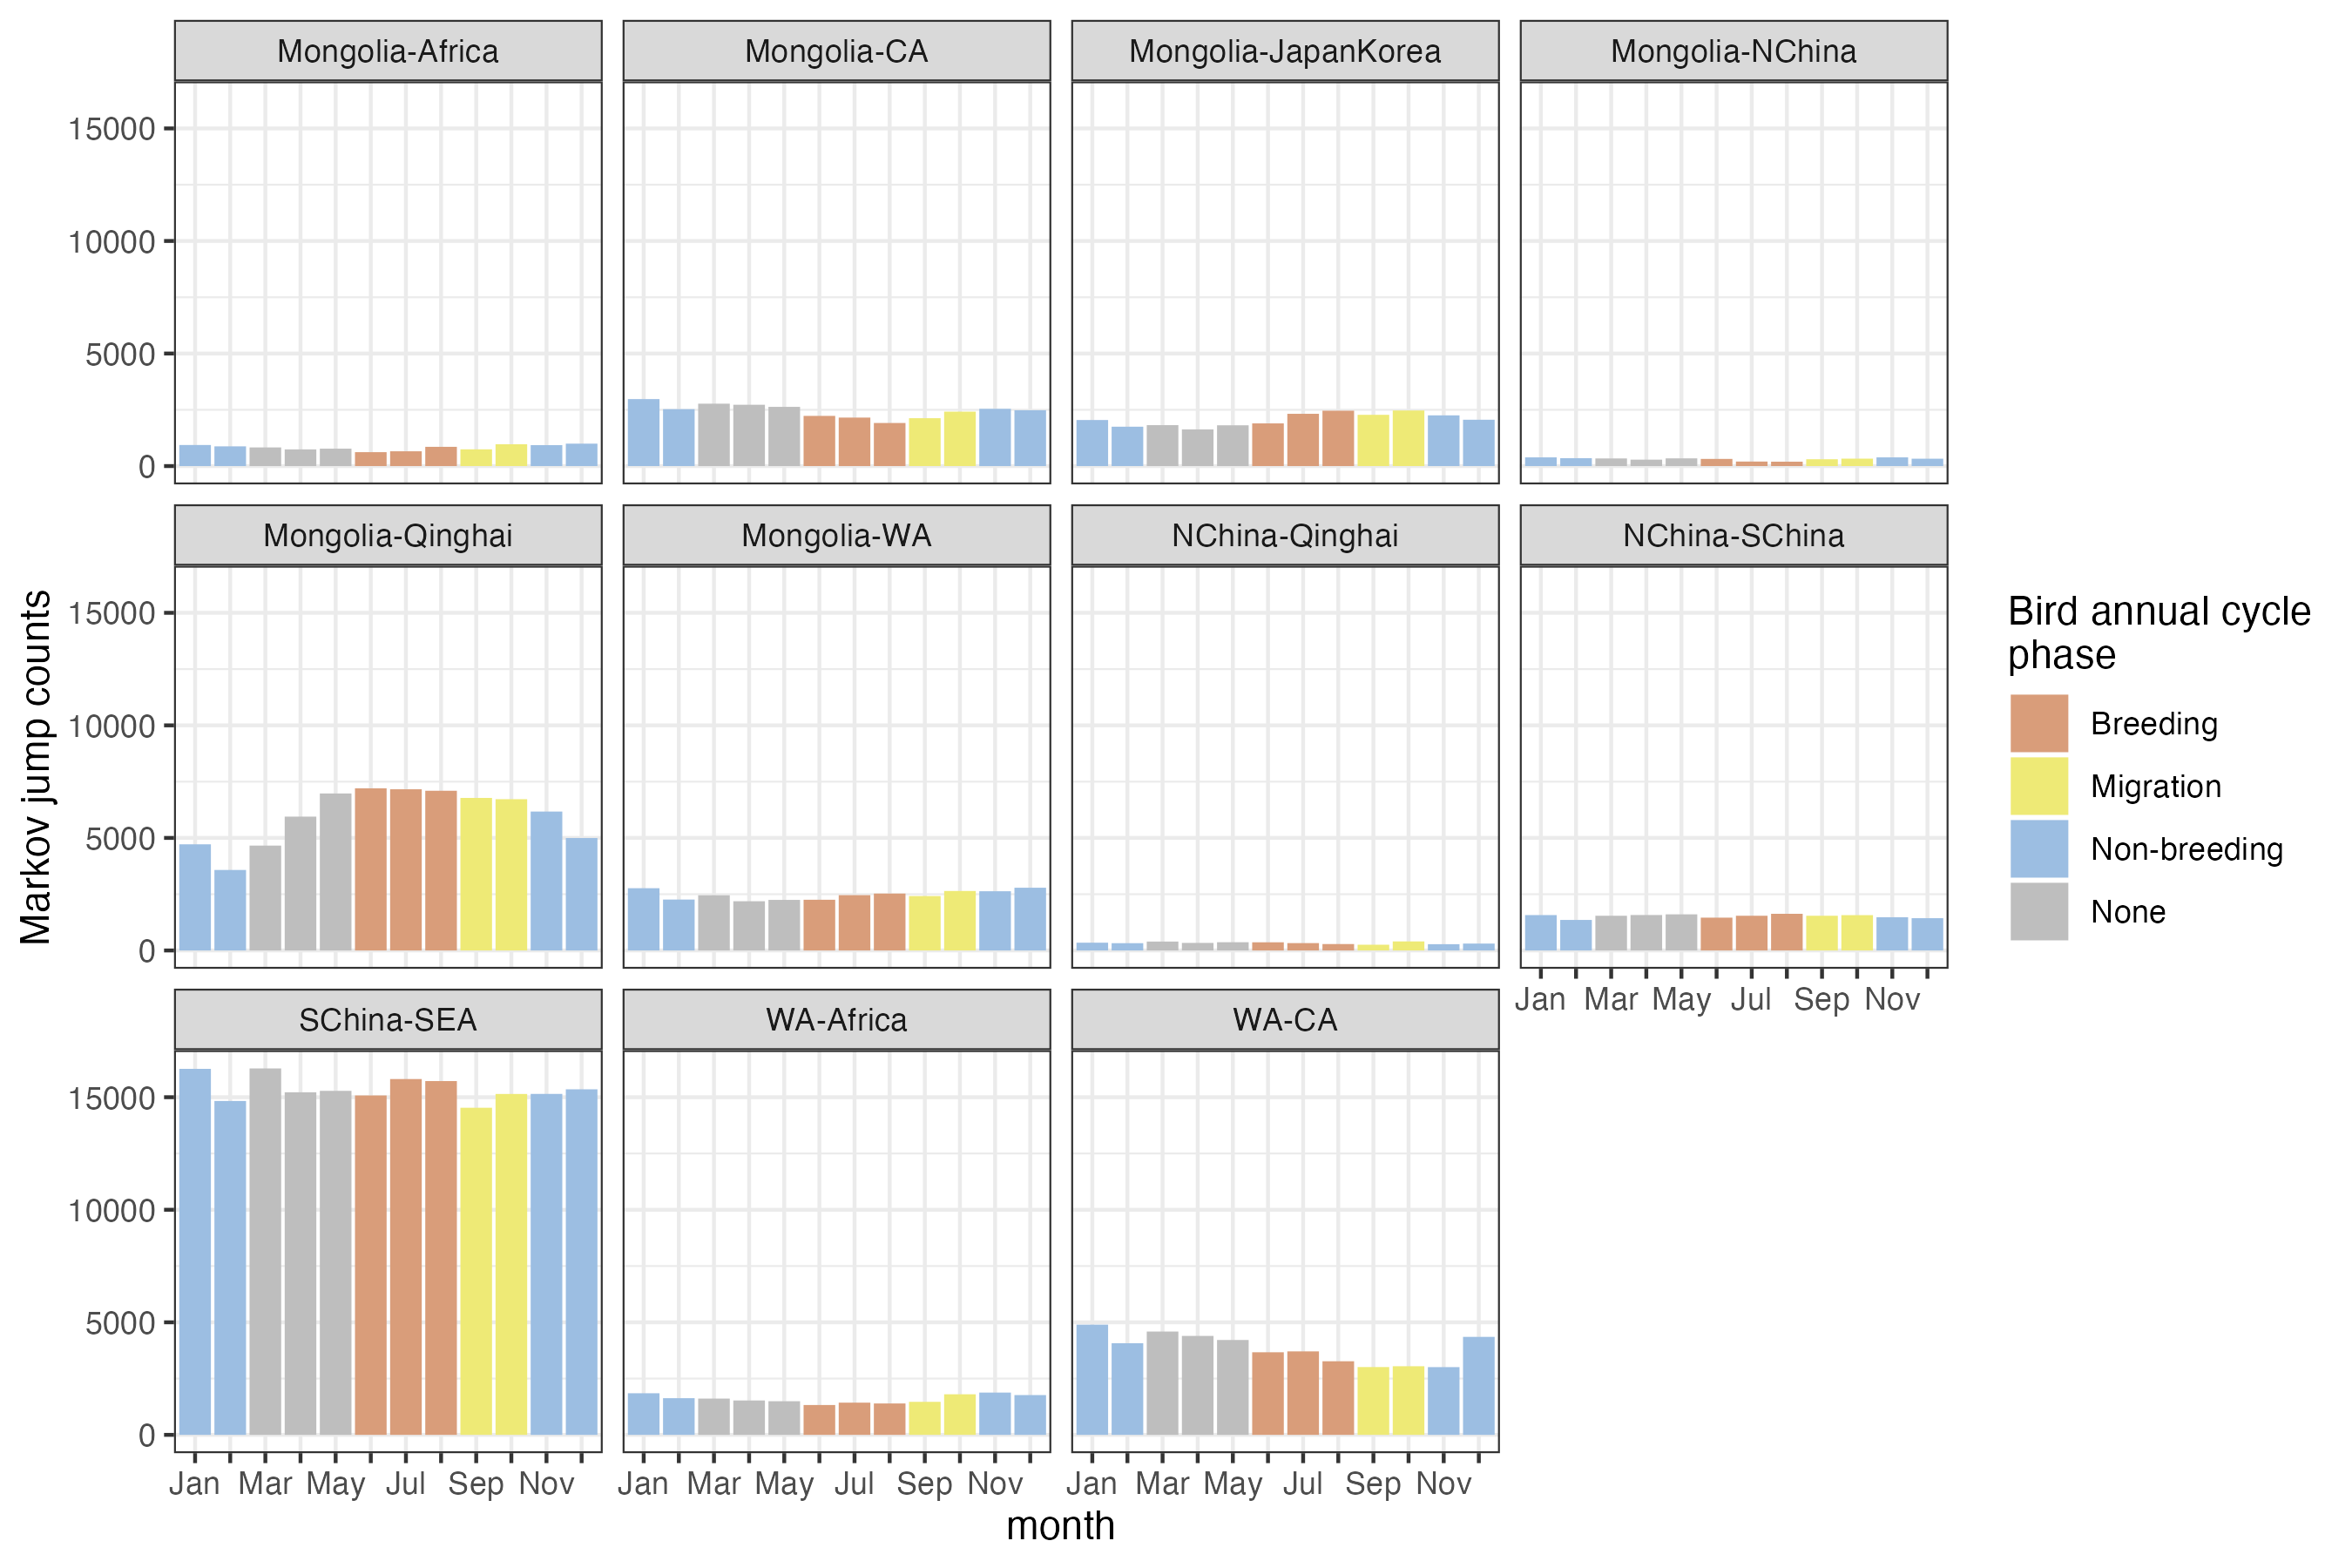 Mongolia-Africa
Mongolia-CA
Mongolia-JapanKorea
Mongolia-NChina
15000
10000
5000
0
Mongolia-Qinghai
Mongolia-WA
NChina-Qinghai
NChina-SChina
15000
10000
5000
0
Jan Mar May Jul Sep Nov
SChina-SEA
WA-Africa
WA-CA
15000
10000
5000
0
Jan Mar May Jul Sep Nov
Jan Mar May Jul Sep Nov
Jan Mar May Jul Sep Nov
month
Markov jump counts
Bird annual cycle
phase
Breeding
Migration
Non-breeding
None